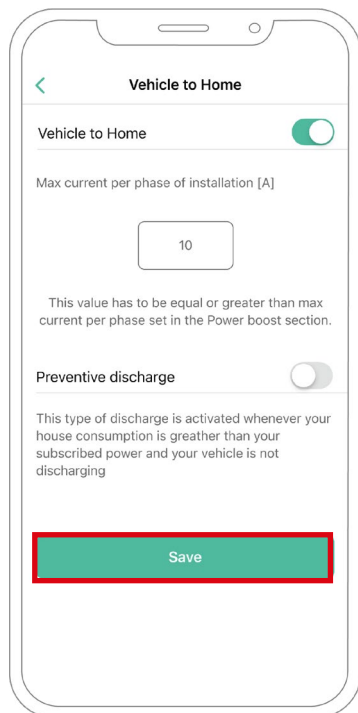 Vehicle to Home
Vehicle to Home
Max current per phase of installation [A]
10
This value has to be equal or greater than max
current per phase set in the Power boost section.
Preventive discharge
This type of discharge is activated whenever your
house consumption is greather than your
subscribed power and your vehicle is not
discharging
Save